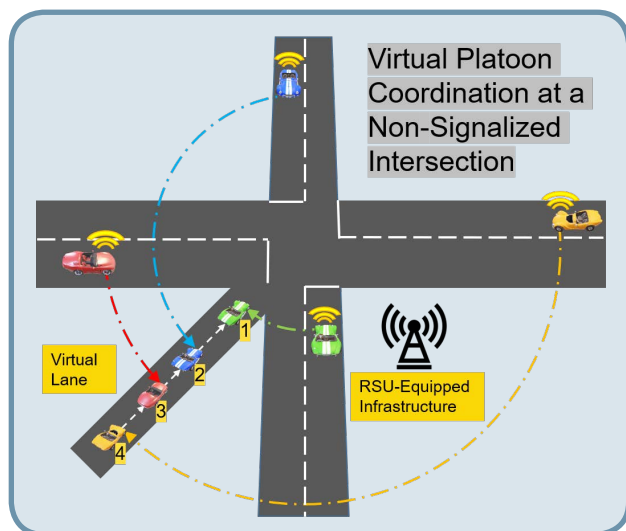 Virtual Platoon
Coordination at a
Non-Signalized
Intersection
1
2
3
4
Virtual
Lane
RSU-Equipped
Infrastructure